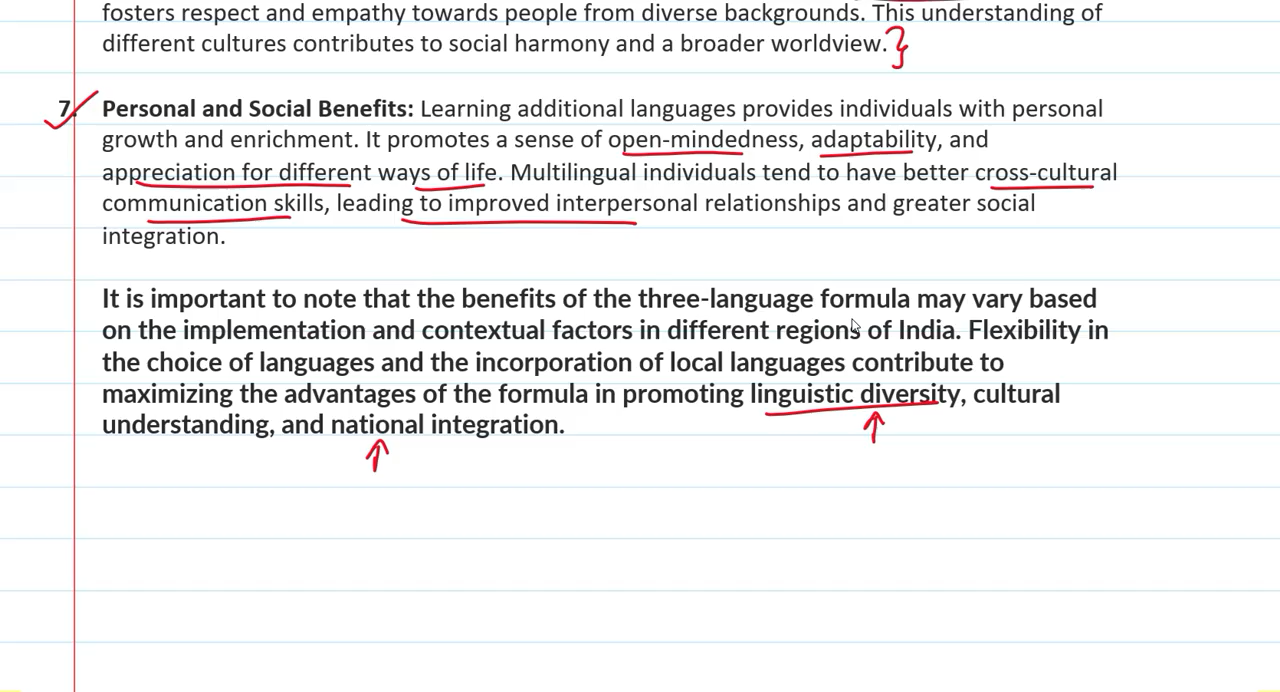 fosters respect and empathy towards people from diverse backgrounds. This understanding of
different cultures contributes to social harmony and a broader worldview.
7. Personal and Social Benefits: Learning additional languages provides individuals with personal
growth and enrichment. It promotes a sense of open-mindedness, adaptability, and
appreciation for different ways of life. Multilingual individuals tend to have better cross-cultural
communication skills, leading to improved interpersonal relationships and greater social
integration.
It is important to note that the benefits of the three-language formula may vary based
on the implementation and contextual factors in different regions of India. Flexibility in
the choice of languages and the incorporation of local languages contribute to
maximizing the advantages of the formula in promoting linguistic diversity, cultural
understanding, and national integration.